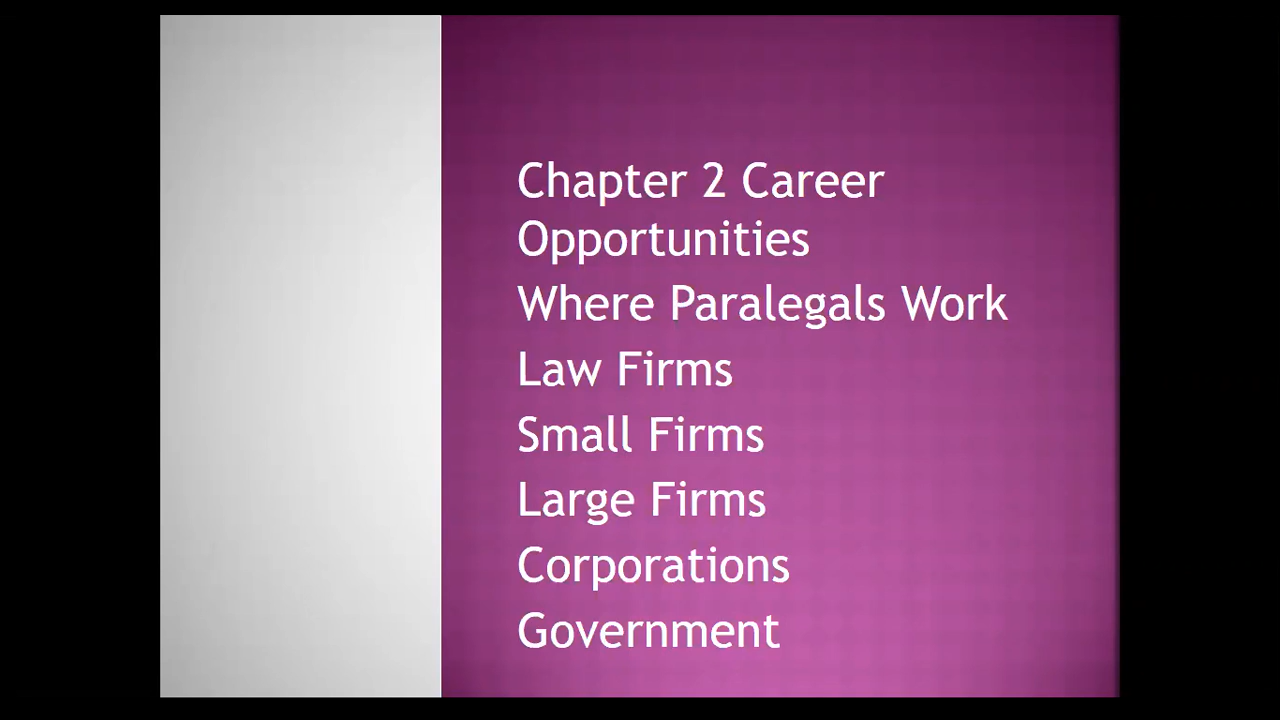 Chapter 2 Career
Opportunities
Where Paralegals Work
Law Firms
Small Firms
Large Firms
Corporations
Government